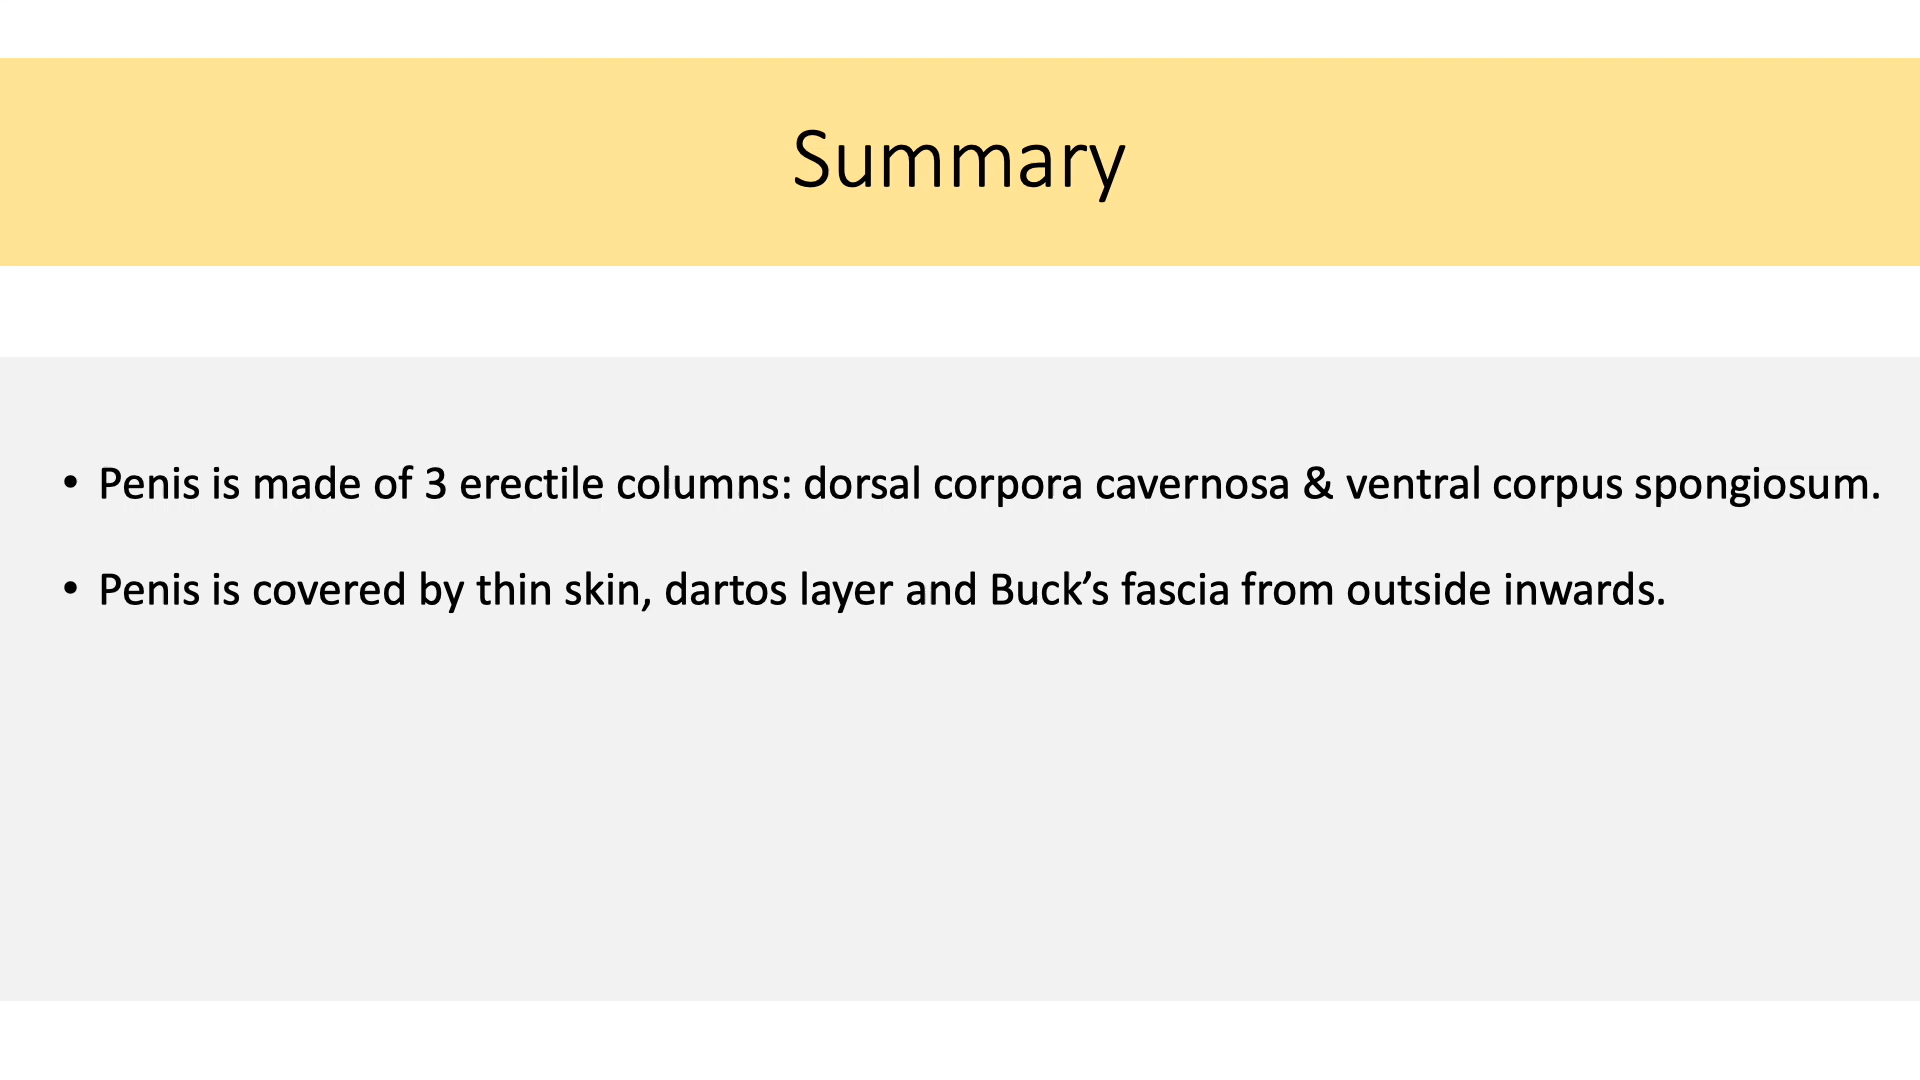 Summary
• Penis is made of 3 erectile columns: dorsal corpora cavernosa & ventral corpus spongiosum.
• Penis is covered by thin skin, dartos layer and Buck’s fascia from outside inwards.